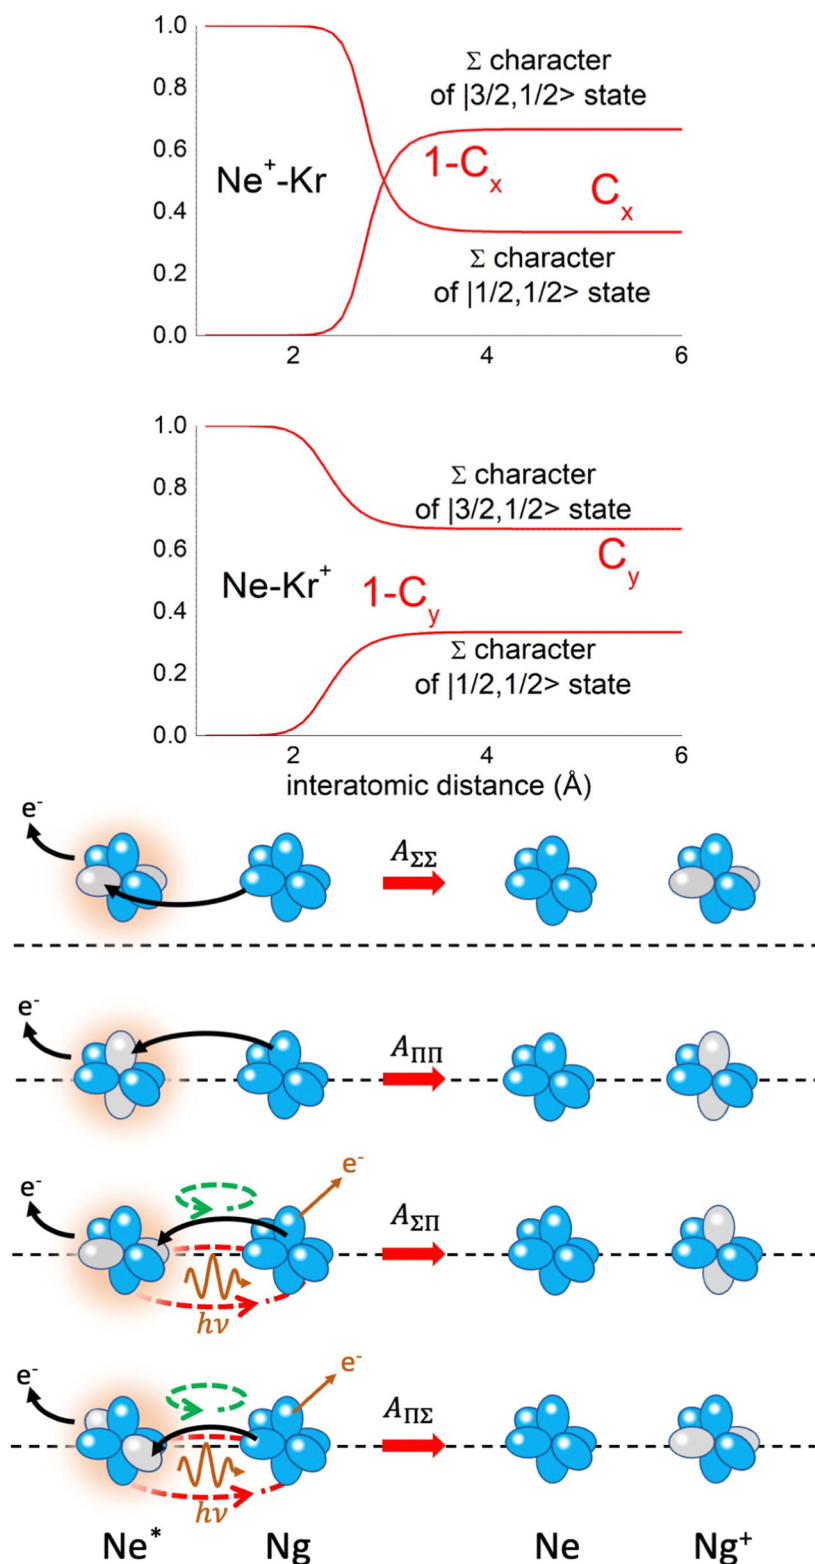 1.0
0.8
0.6
0.4
0.2
0.0
Σ character
of |3/2,1/2> state
Ne⁺-Kr
1-Cₓ
Cₓ
Σ character
of |1/2,1/2> state
2
4
6
1.0
0.8
0.6
0.4
0.2
0.0
Σ character
of |3/2,1/2> state
Ne-Kr⁺
1-C_y
C_y
Σ character
of |1/2,1/2> state
2
4
6
interatomic distance (Å)
e⁻
A_ΣΣ
e⁻
A_ΠΠ
e⁻
e⁻
A_ΣΠ
hν
e⁻
e⁻
A_ΠΣ
hν
Ne*
Ng
Ne
Ng⁺